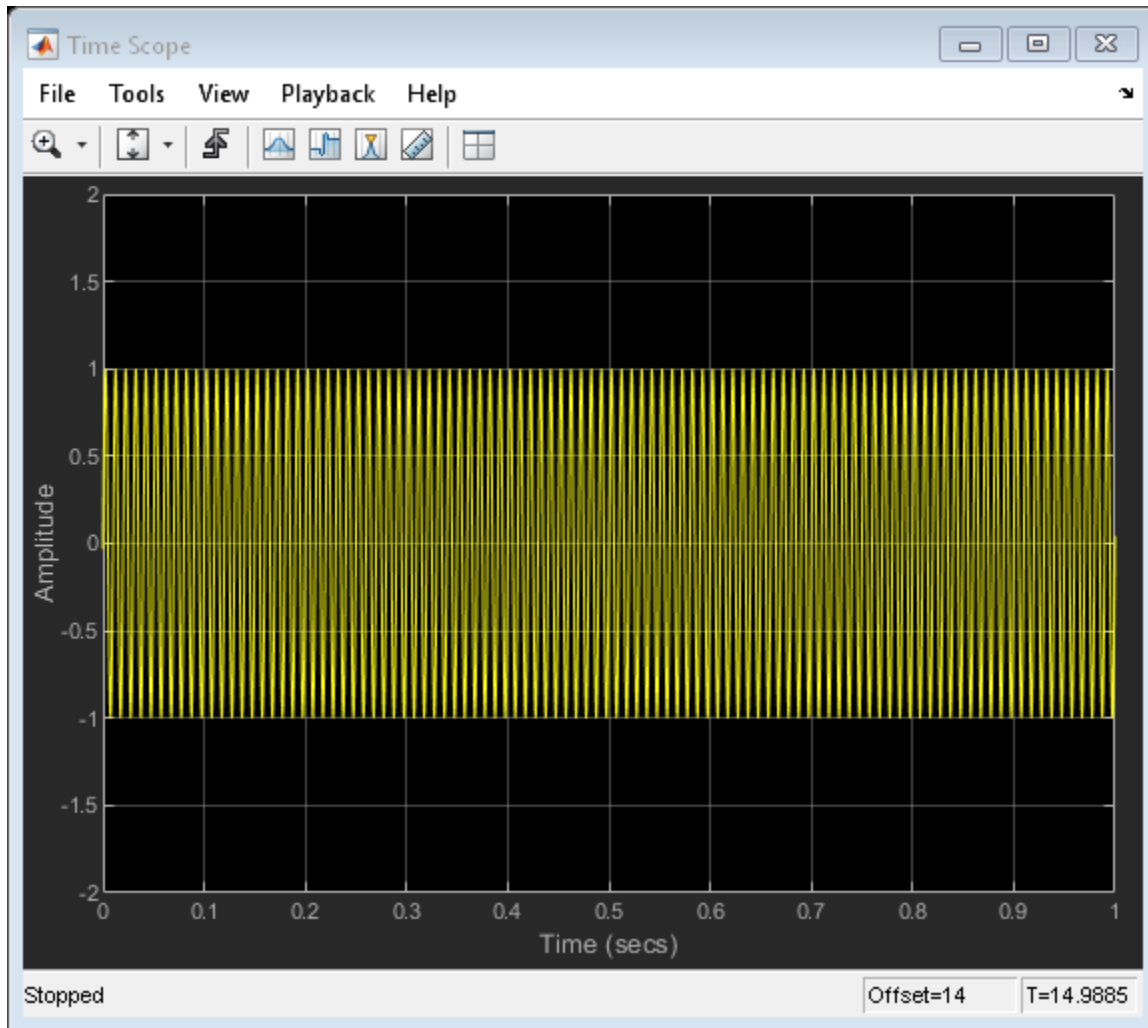 Time Scope
File Tools View Playback Help
2
1.5
1
0.5
0
-0.5
-1
-1.5
-2
Amplitude
0 0.1 0.2 0.3 0.4 0.5 0.6 0.7 0.8 0.9 1
Time (secs)
Stopped Offset=14 T=14.9885